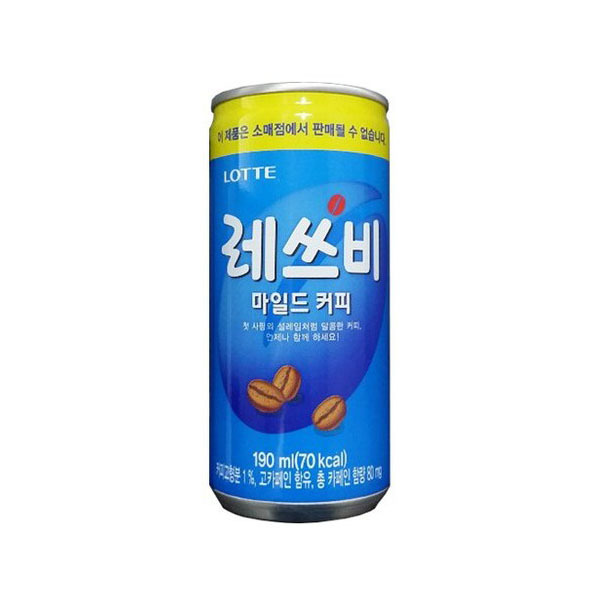 이 제품은 소매점에서 판매될 수 없습니다.
LOTTE
레쓰비
마일드 커피
첫 사랑의 설레임처럼 달콤한 커피,
언제나 함께 하세요!
190 ml(70 kcal)
커피고형분 1%, 고카페인 함유, 총 카페인 함량 80 mg